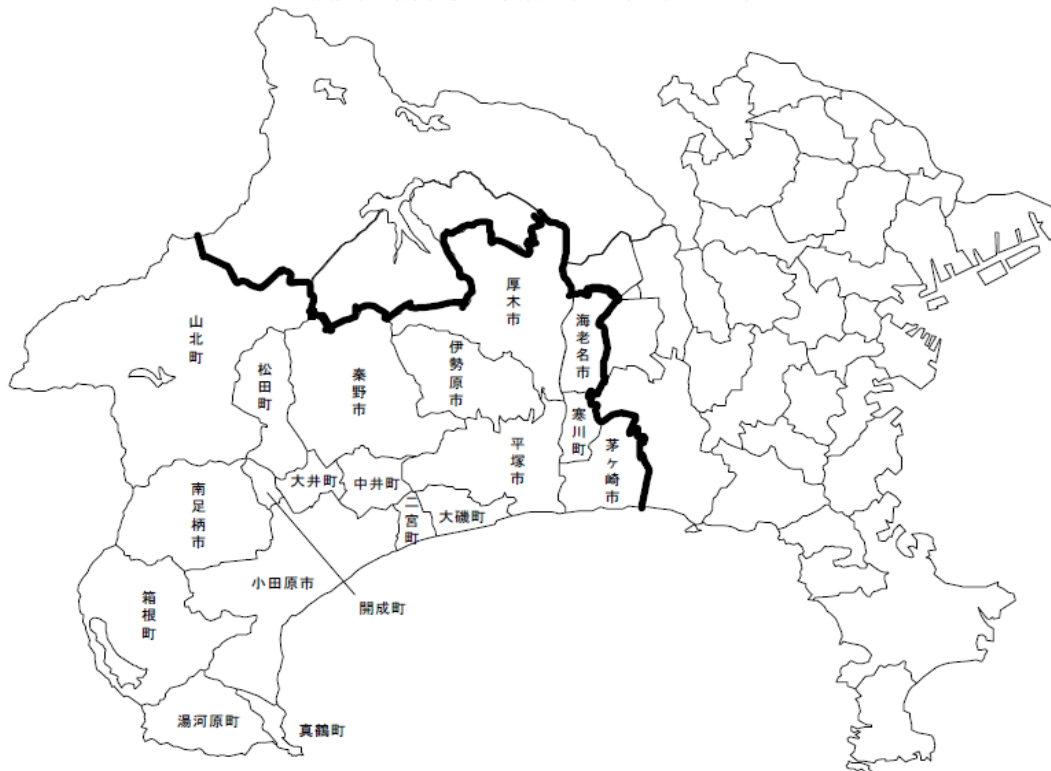 厚木市
山北町
海老名市
伊勢原市
松田町
秦野市
寒川町
茅ヶ崎市
平塚市
大井町
中井町
南足柄市
二宮町
大磯町
小田原市
開成町
箱根町
湯河原町
真鶴町